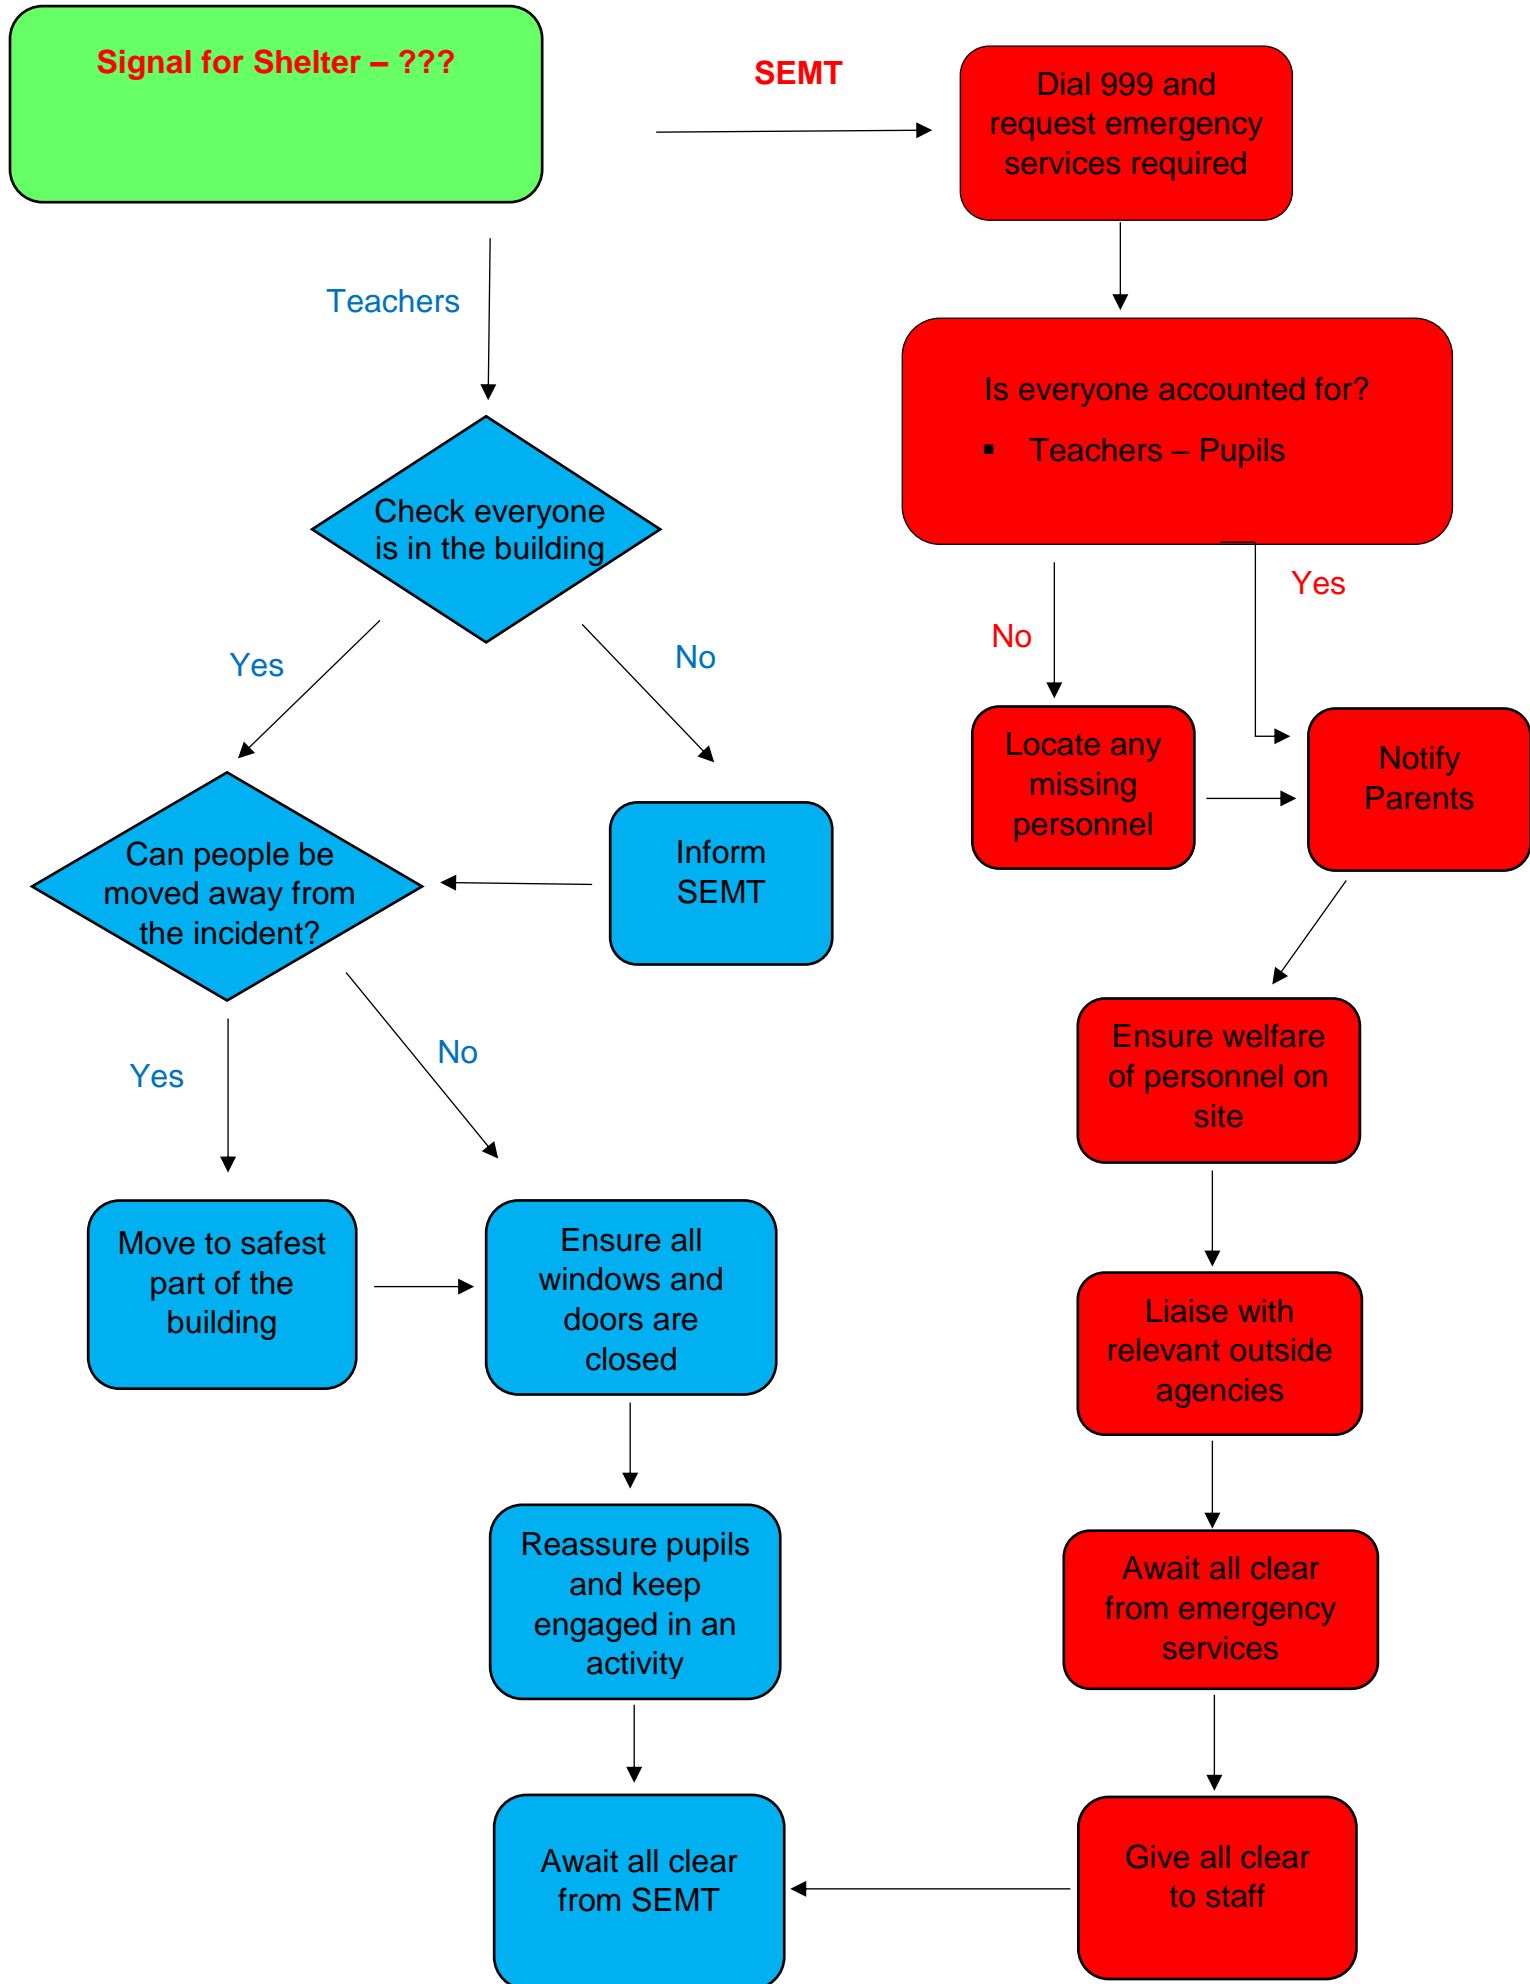 Signal for Shelter – ???
SEMT
Dial 999 and
request emergency
services required
Teachers
Is everyone accounted for?
▪ Teachers – Pupils
Check everyone
is in the building
Yes
No
Yes
No
Locate any
missing
personnel
Notify
Parents
Can people be
moved away from
the incident?
Inform
SEMT
Yes
No
Ensure welfare
of personnel on
site
Move to safest
part of the
building
Ensure all
windows and
doors are
closed
Liaise with
relevant outside
agencies
Reassure pupils
and keep
engaged in an
activity
Await all clear
from emergency
services
Await all clear
from SEMT
Give all clear
to staff